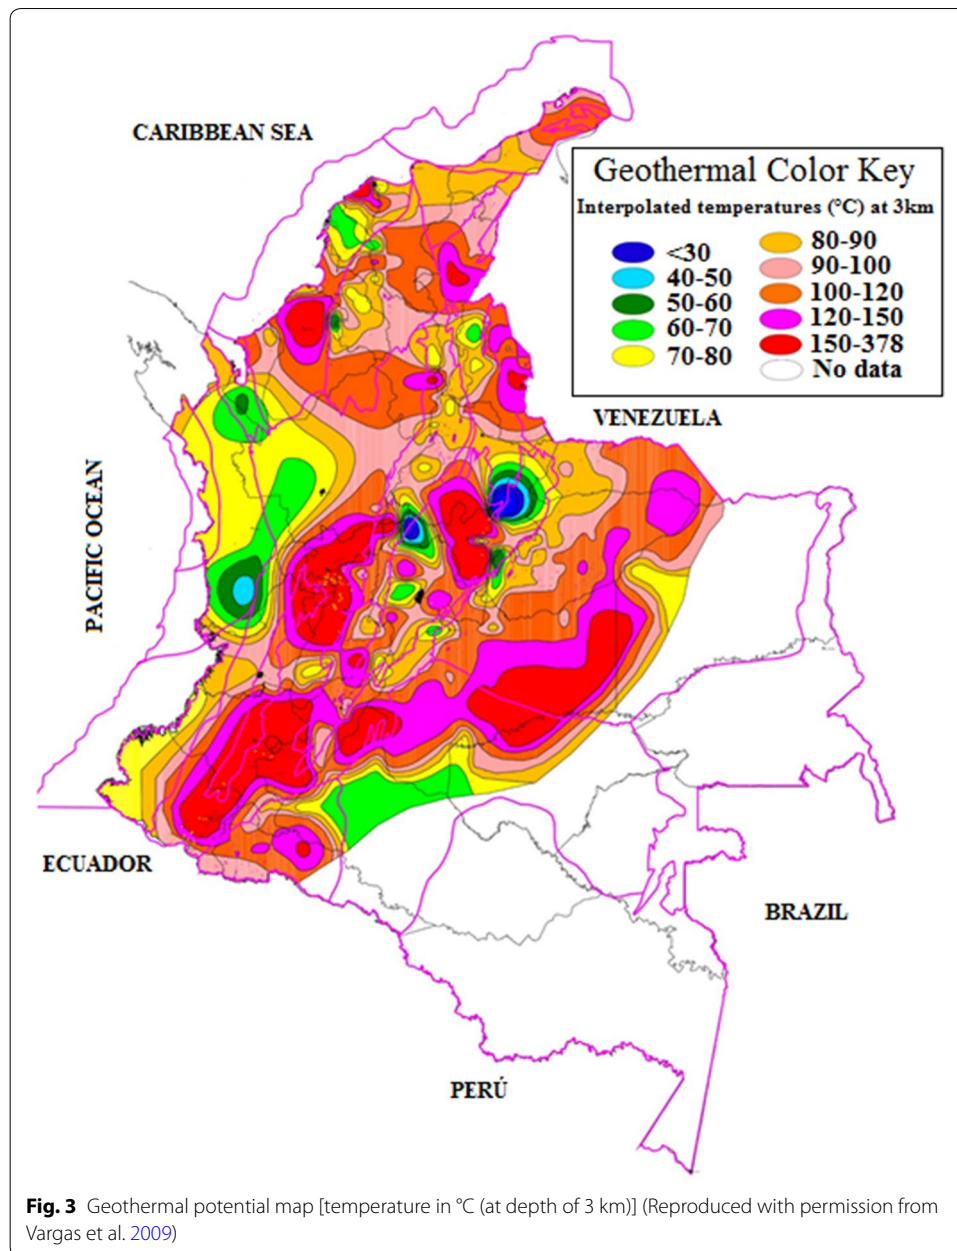 CARIBBEAN SEA
Geothermal Color Key
Interpolated temperatures (°C) at 3km
<30
40-50
50-60
60-70
70-80
80-90
90-100
100-120
120-150
150-378
No data
VENEZUELA
PACIFIC OCEAN
ECUADOR
BRAZIL
PERÚ
Fig. 3 Geothermal potential map [temperature in °C (at depth of 3 km)] (Reproduced with permission from
Vargas et al. 2009)